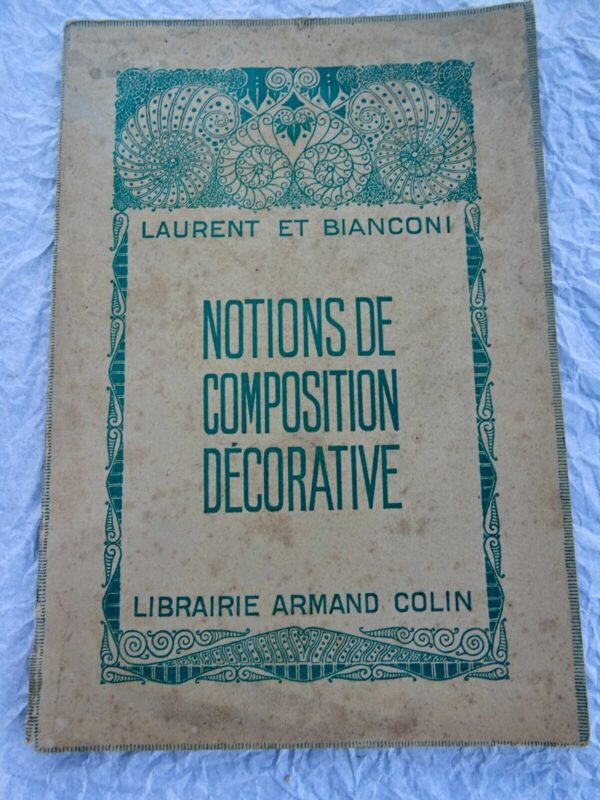 LAURENT ET BIANCONI
NOTIONS DE
COMPOSITION
DÉCORATIVE
LIBRAIRIE ARMAND COLIN